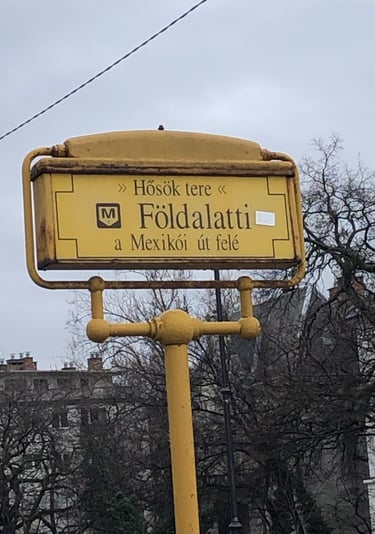 » Hősök tere «
M Földalatti
a Mexikói út felé